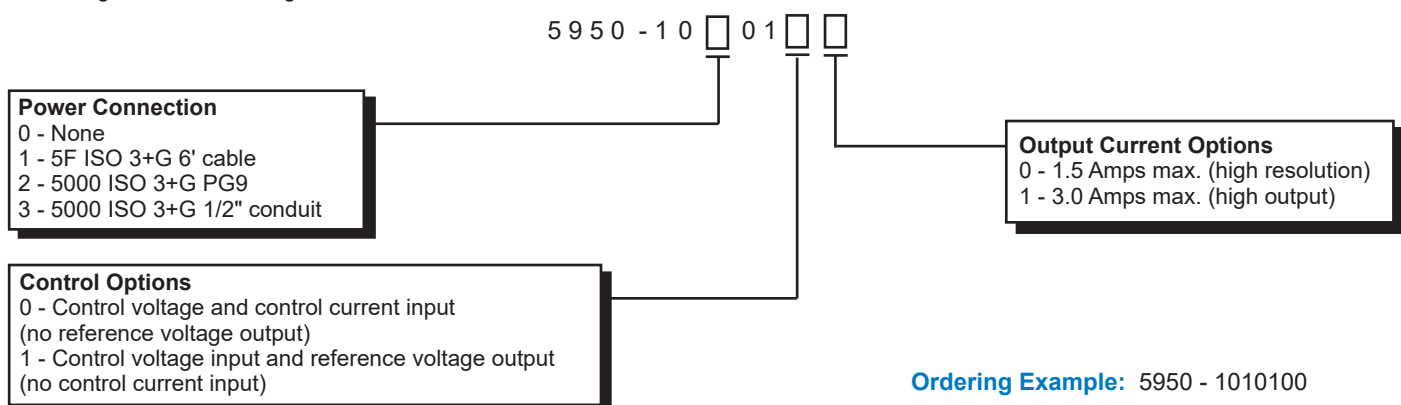 5950 -10 01
Power Connection
0 - None
1 - 5F ISO 3+G 6' cable
2 - 5000 ISO 3+G PG9
3 - 5000 ISO 3+G 1/2" conduit
Output Current Options
0 - 1.5 Amps max. (high resolution)
1 - 3.0 Amps max. (high output)
Control Options
0 - Control voltage and control current input
(no reference voltage output)
1 - Control voltage input and reference voltage output
(no control current input)
Ordering Example: 5950 - 1010100